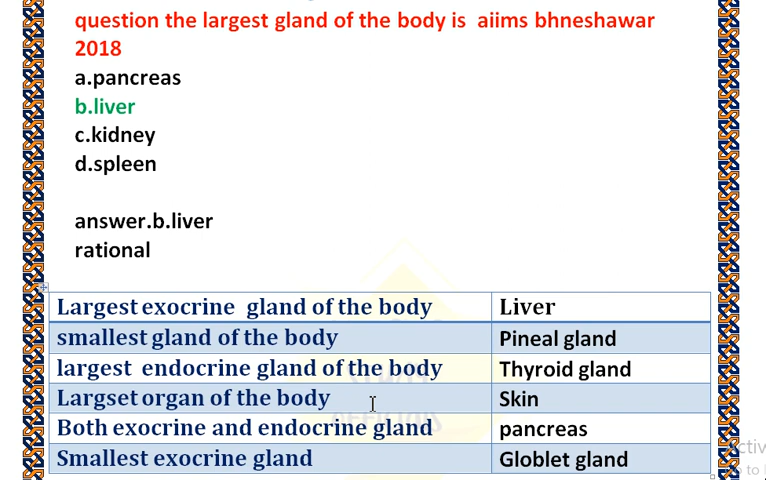 question the largest gland of the body is aiims bhneshawar
2018
a.pancreas
b.liver
c.kidney
d.spleen
answer.b.liver
rational
Largest exocrine gland of the body Liver
smallest gland of the body Pineal gland
largest endocrine gland of the body Thyroid gland
Largset organ of the body Skin
Both exocrine and endocrine gland pancreas
Smallest exocrine gland Globlet gland